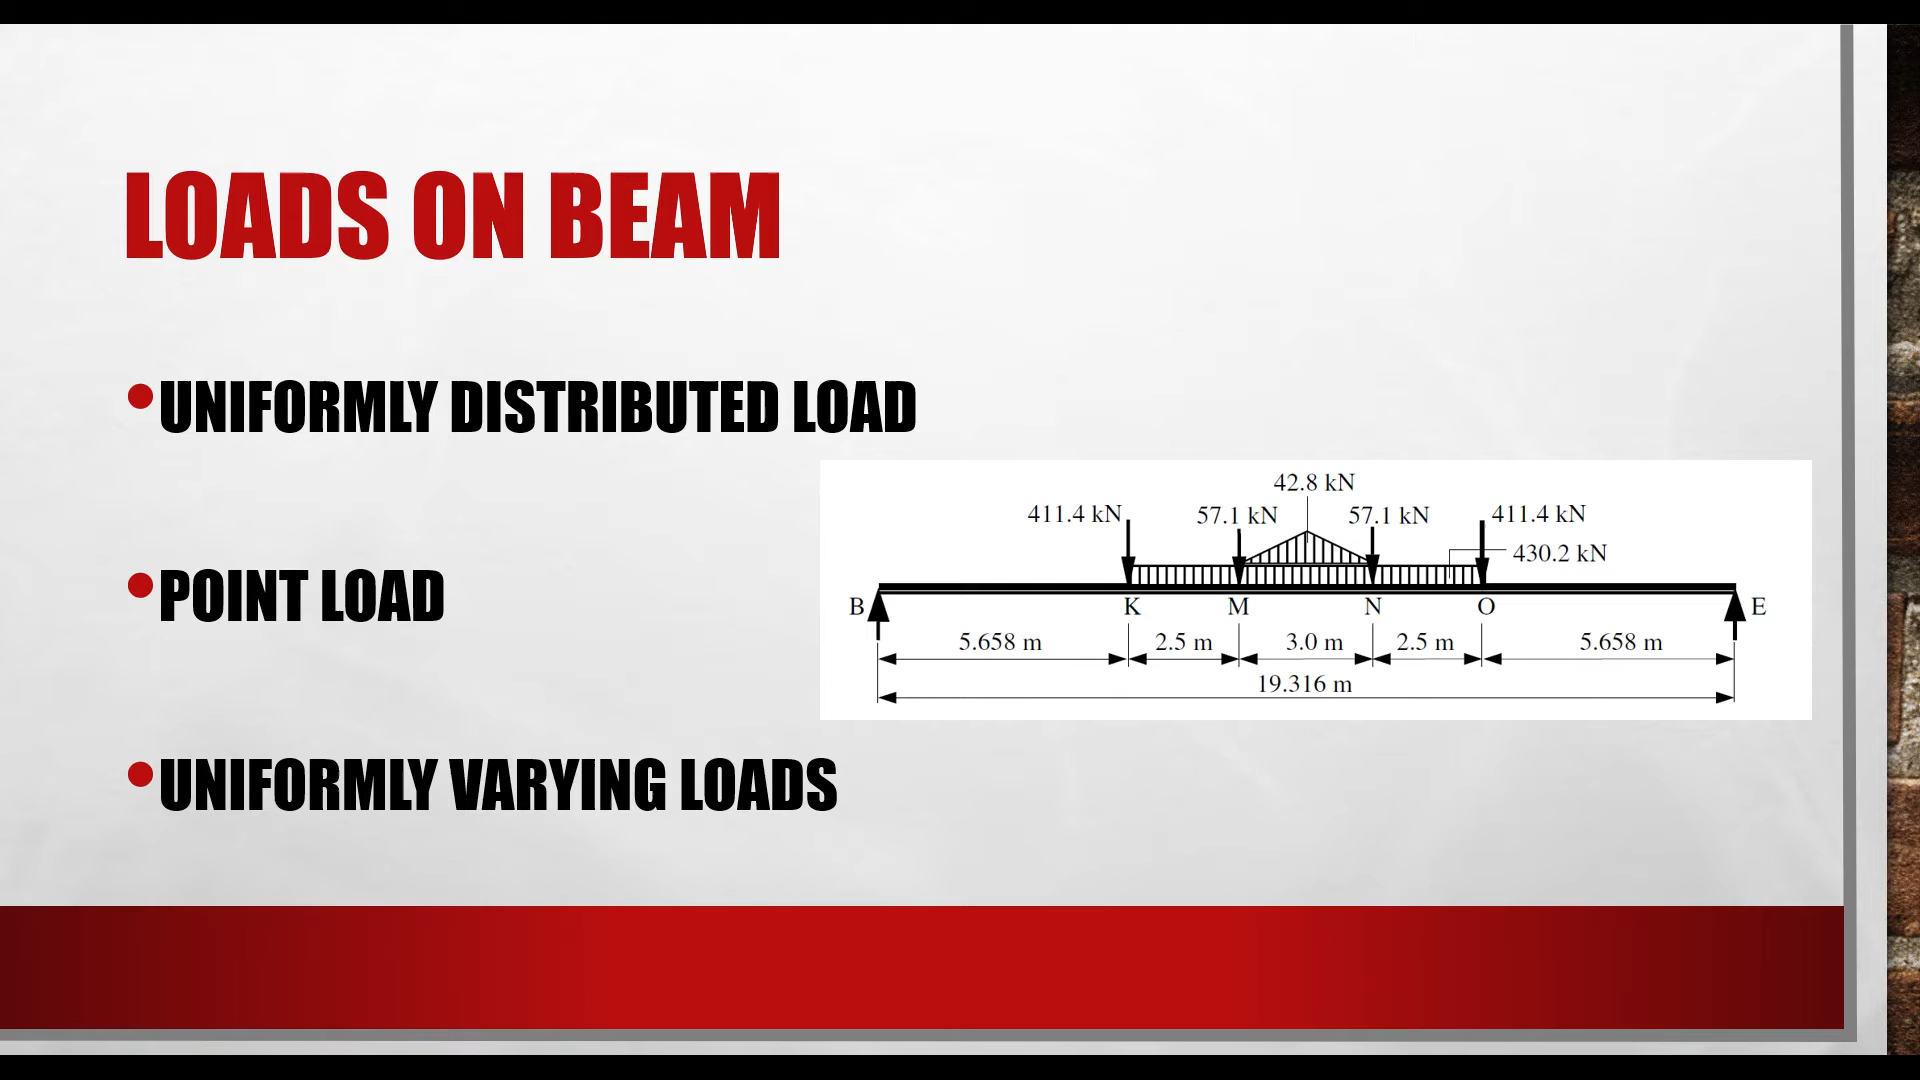 LOADS ON BEAM
•UNIFORMLY DISTRIBUTED LOAD
•POINT LOAD
•UNIFORMLY VARYING LOADS
42.8 kN
411.4 kN 57.1 kN 57.1 kN 411.4 kN
430.2 kN
B K M N O E
5.658 m 2.5 m 3.0 m 2.5 m 5.658 m
19.316 m